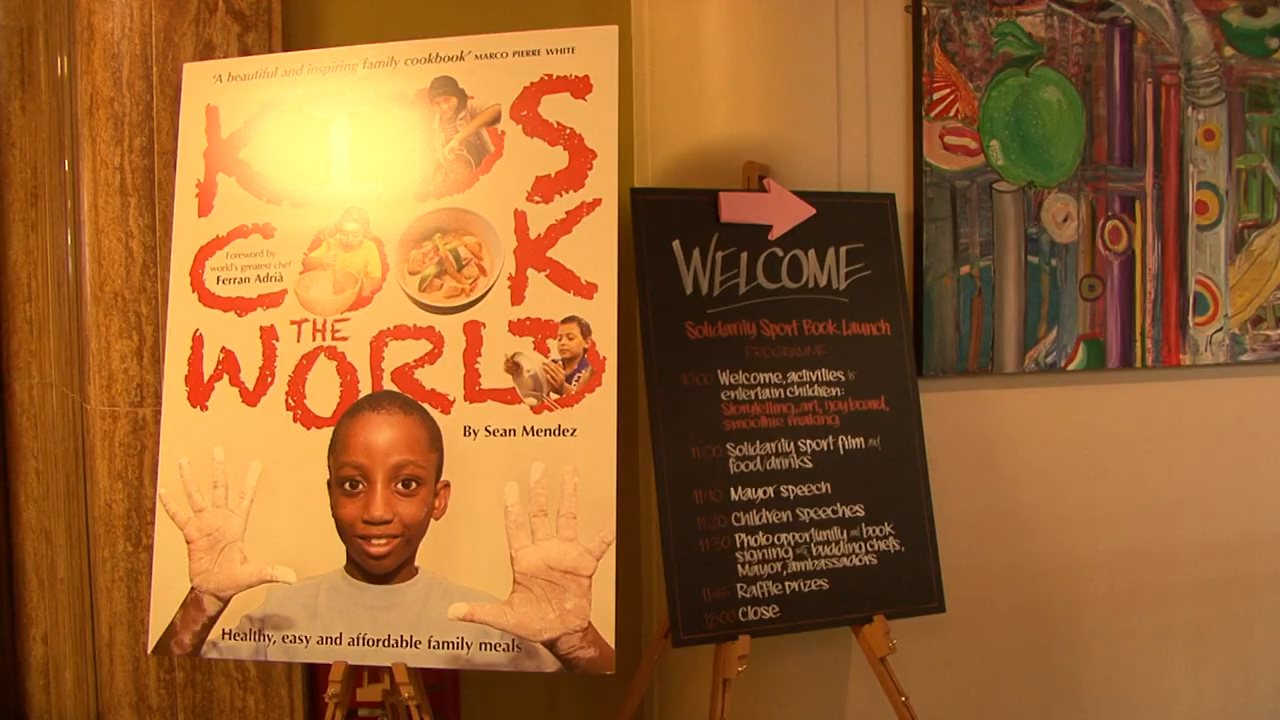 'A beautiful and inspiring family cookbook' MARCO PIERRE WHITE
KIDS
COOK
Foreword by
world's greatest chef
Ferran Adrià
THE
WORLD
By Sean Mendez
Healthy, easy and affordable family meals
WELCOME
Solidarity Sport Book Launch
PROGRAMME
10:00 Welcome, activities to
entertain children:
Storytelling, art, joy board,
smoothie making
11:00 Solidarity sport film and
food/drinks
11:10 Mayor speech
11:20 Children speeches
11:30 Photo opportunity and book
signing with budding chefs,
Mayor, ambassadors
11:45 Raffle prizes
12:00 Close